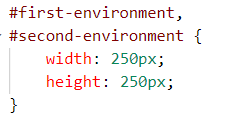 #first-environment,
#second-environment {
    width: 250px;
    height: 250px;
}